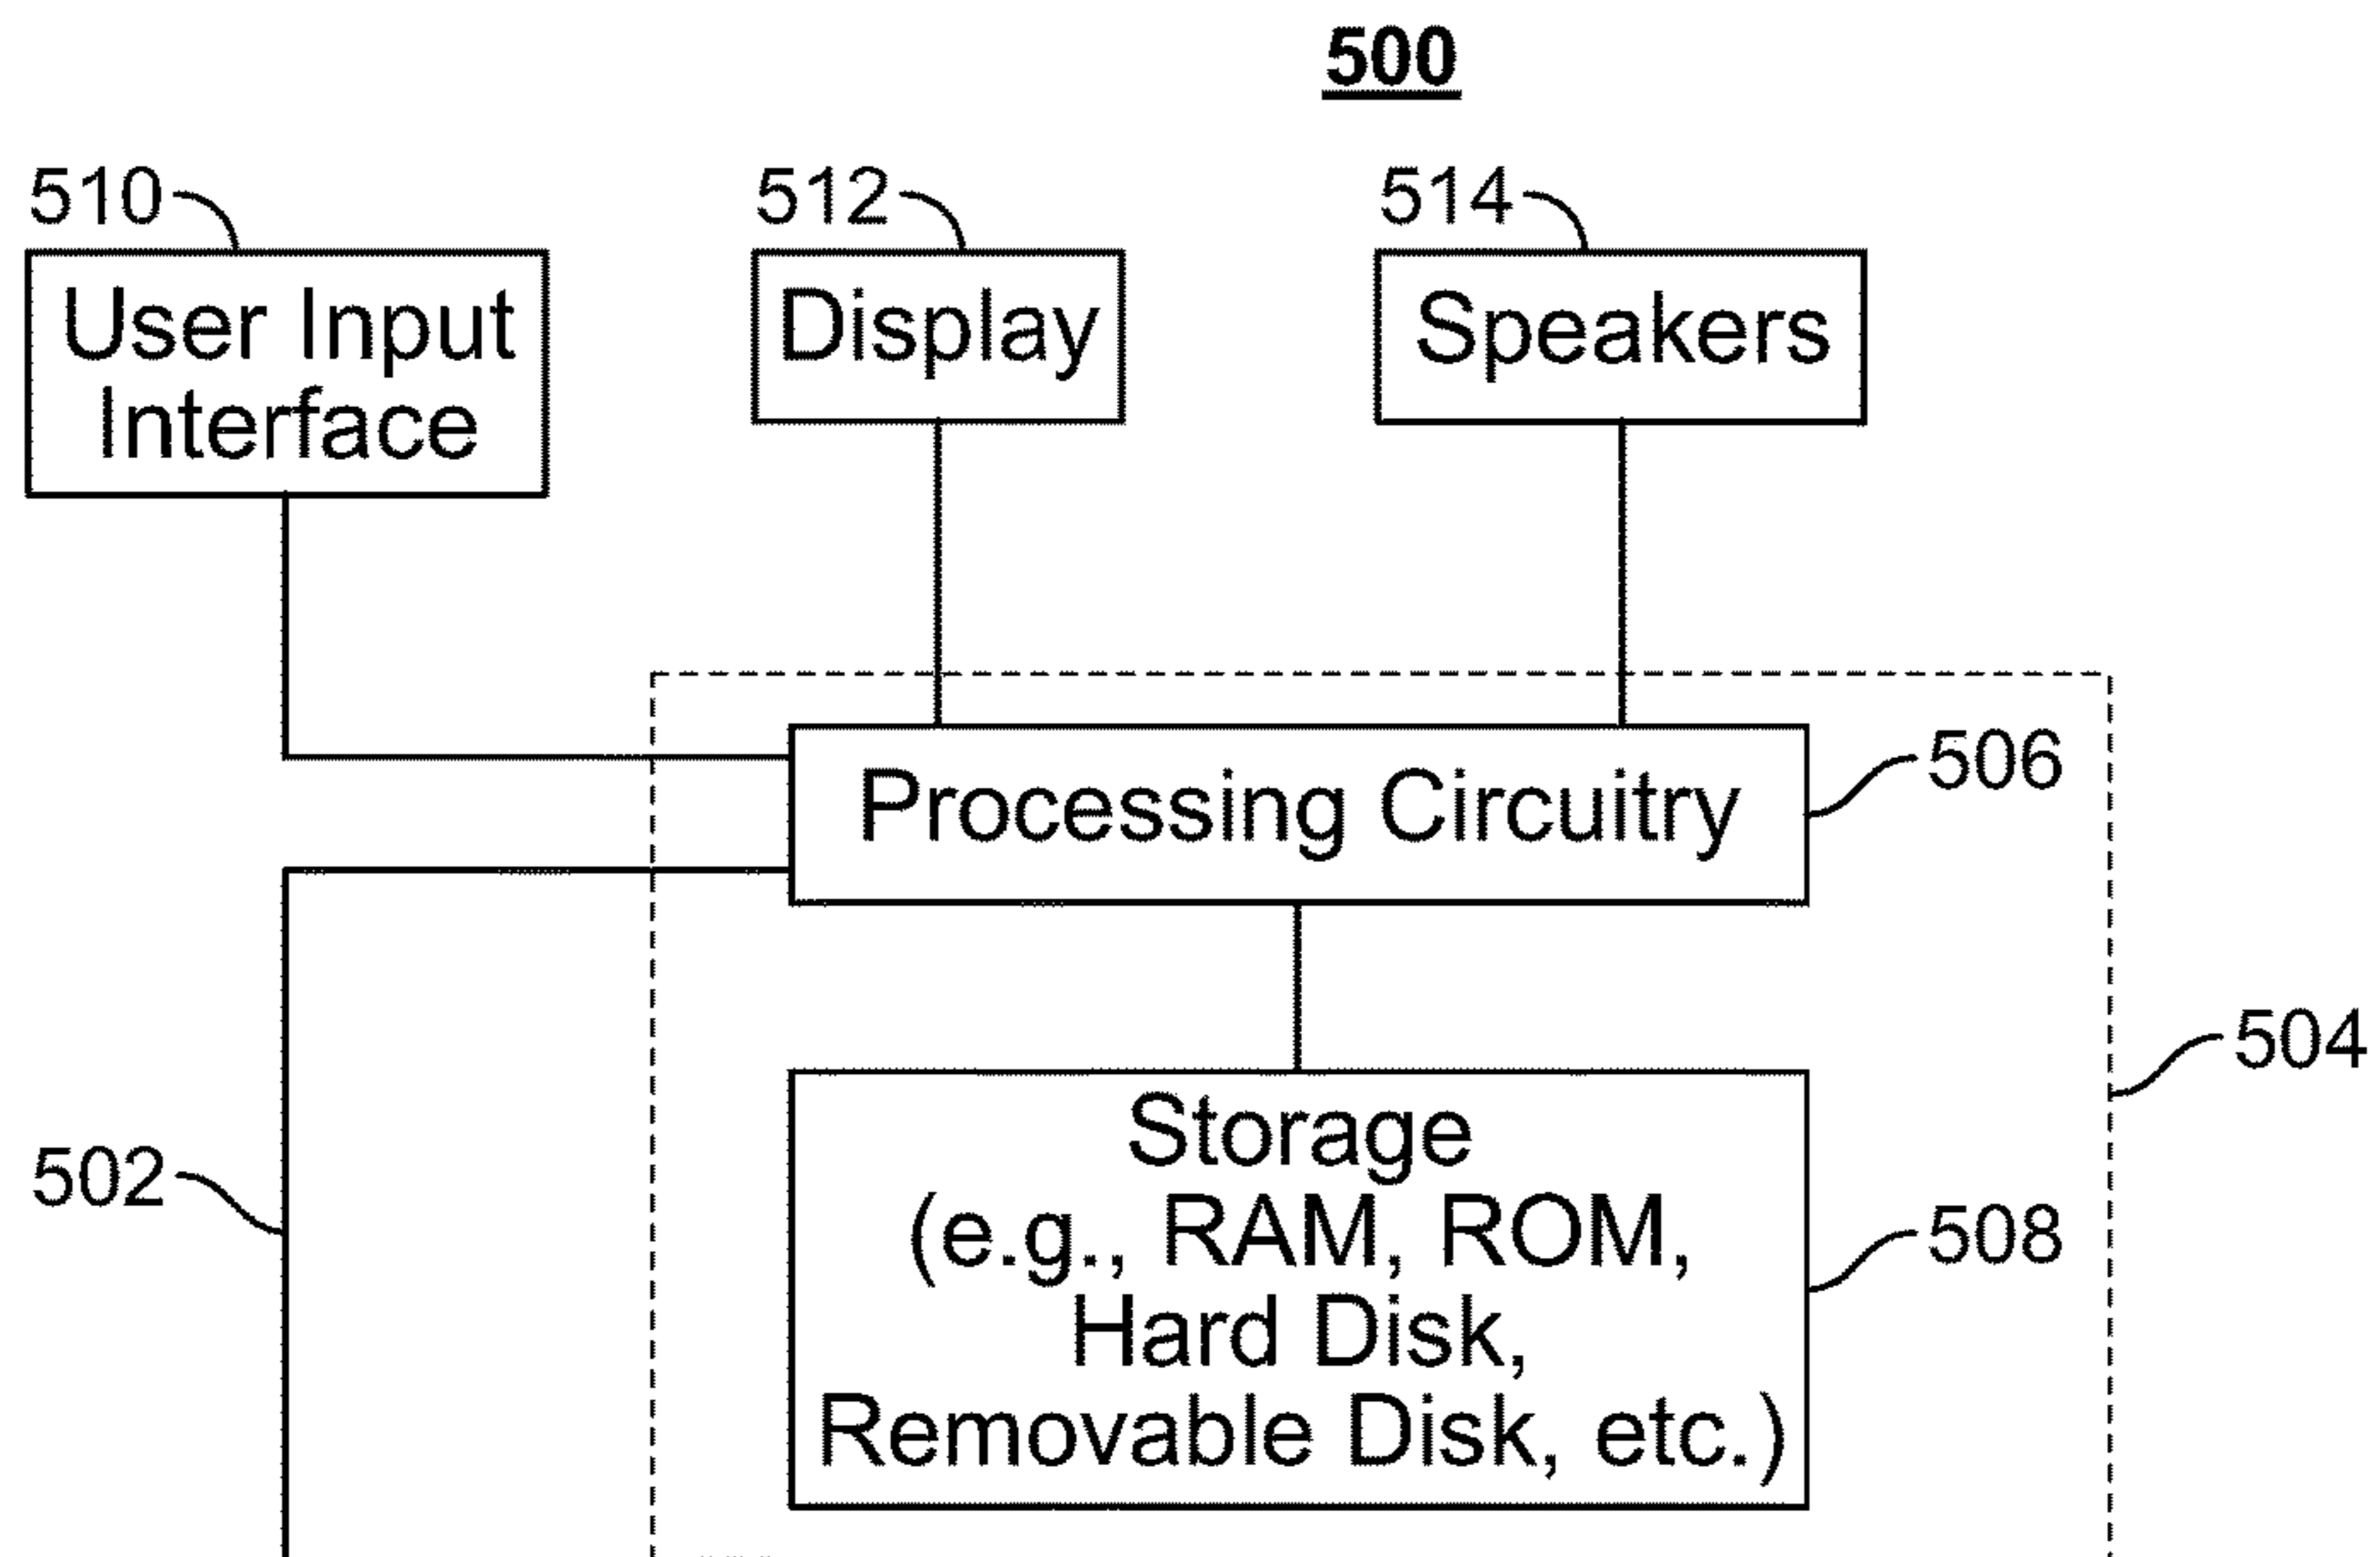 500
510
512
514
User Input
Interface
Display
Speakers
Processing Circuitry
506
504
502
Storage
(e.g., RAM, ROM,
Hard Disk,
Removable Disk, etc.)
508